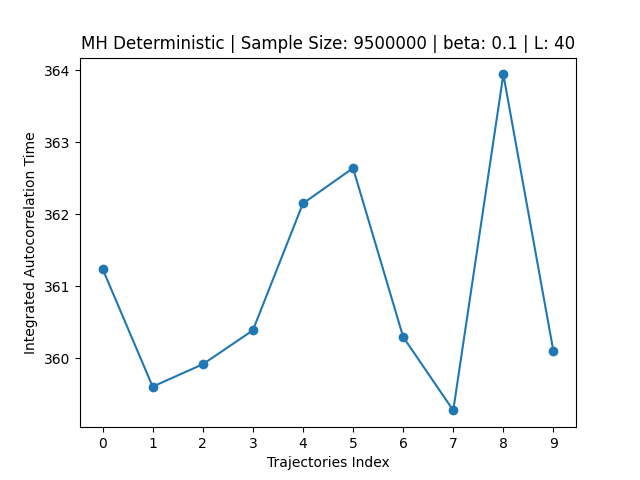 MH Deterministic | Sample Size: 9500000 | beta: 0.1 | L: 40
364
363
362
361
360
Integrated Autocorrelation Time
0 1 2 3 4 5 6 7 8 9
Trajectories Index